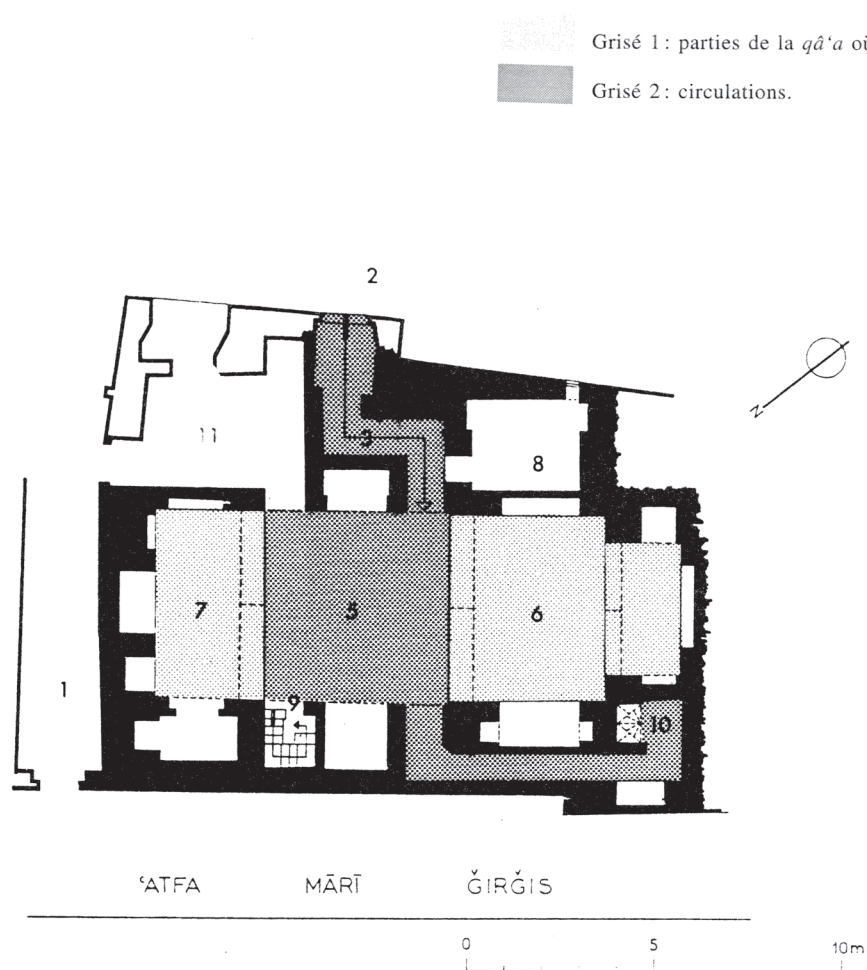 Grisé 1 : parties de la qâ‘a où
Grisé 2 : circulations.
2
11
3
8
7
5
6
1
9
10
N
‘ATFA MĀRĪ ǦIRǦIS
0 5 10m